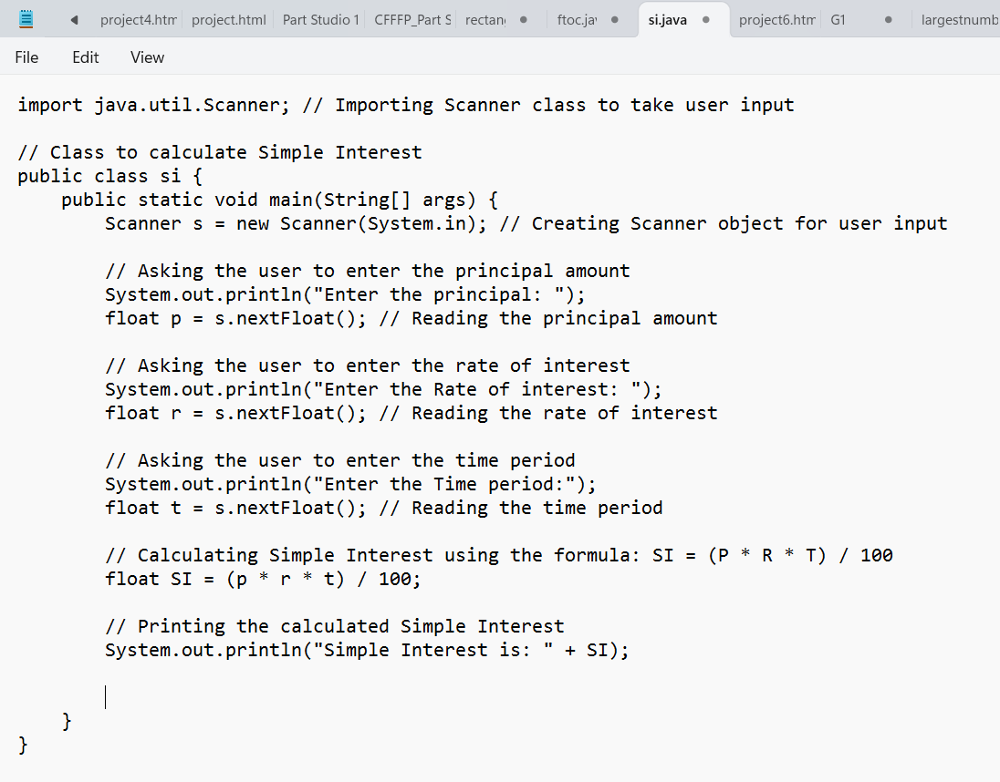 project4.htm project.html Part Studio 1 CFFFP_Part S rectan ftoc.ja si.java project6.htm G1 largestnumb
File Edit View
import java.util.Scanner; // Importing Scanner class to take user input
// Class to calculate Simple Interest
public class si {
public static void main(String[] args) {
Scanner s = new Scanner(System.in); // Creating Scanner object for user input
// Asking the user to enter the principal amount
System.out.println("Enter the principal: ");
float p = s.nextFloat(); // Reading the principal amount
// Asking the user to enter the rate of interest
System.out.println("Enter the Rate of interest: ");
float r = s.nextFloat(); // Reading the rate of interest
// Asking the user to enter the time period
System.out.println("Enter the Time period:");
float t = s.nextFloat(); // Reading the time period
// Calculating Simple Interest using the formula: SI = (P * R * T) / 100
float SI = (p * r * t) / 100;
// Printing the calculated Simple Interest
System.out.println("Simple Interest is: " + SI);
}
}